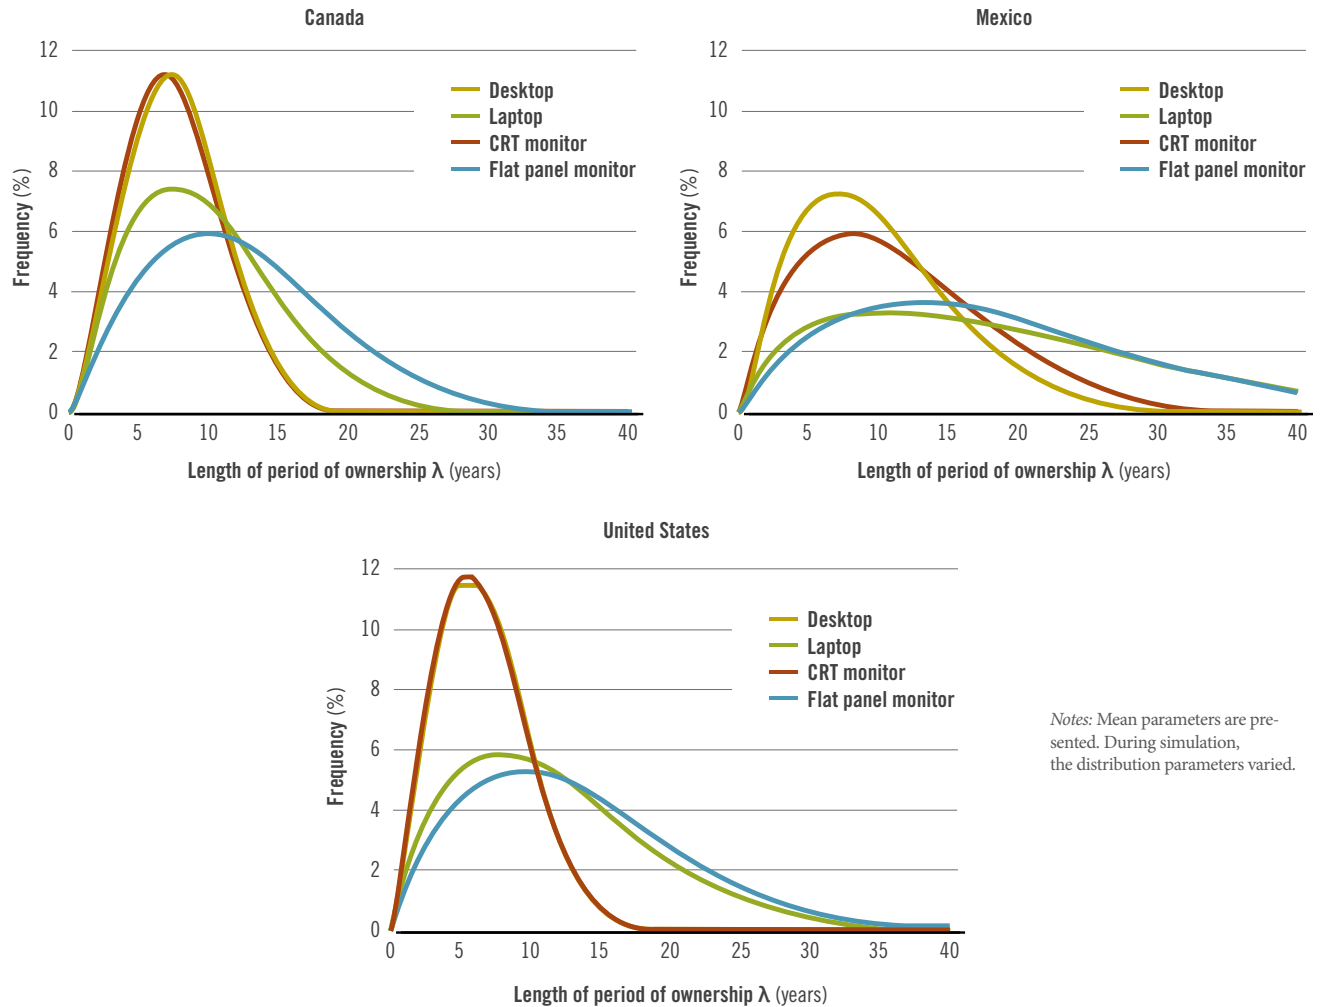 Canada
12
10
8
6
4
2
0
Frequency (%)
Desktop
Laptop
CRT monitor
Flat panel monitor
0 5 10 15 20 25 30 35 40
Length of period of ownership λ (years)
Mexico
12
10
8
6
4
2
0
Frequency (%)
Desktop
Laptop
CRT monitor
Flat panel monitor
0 5 10 15 20 25 30 35 40
Length of period of ownership λ (years)
United States
12
10
8
6
4
2
0
Frequency (%)
Desktop
Laptop
CRT monitor
Flat panel monitor
0 5 10 15 20 25 30 35 40
Length of period of ownership λ (years)
Notes: Mean parameters are pre-
sented. During simulation,
the distribution parameters varied.